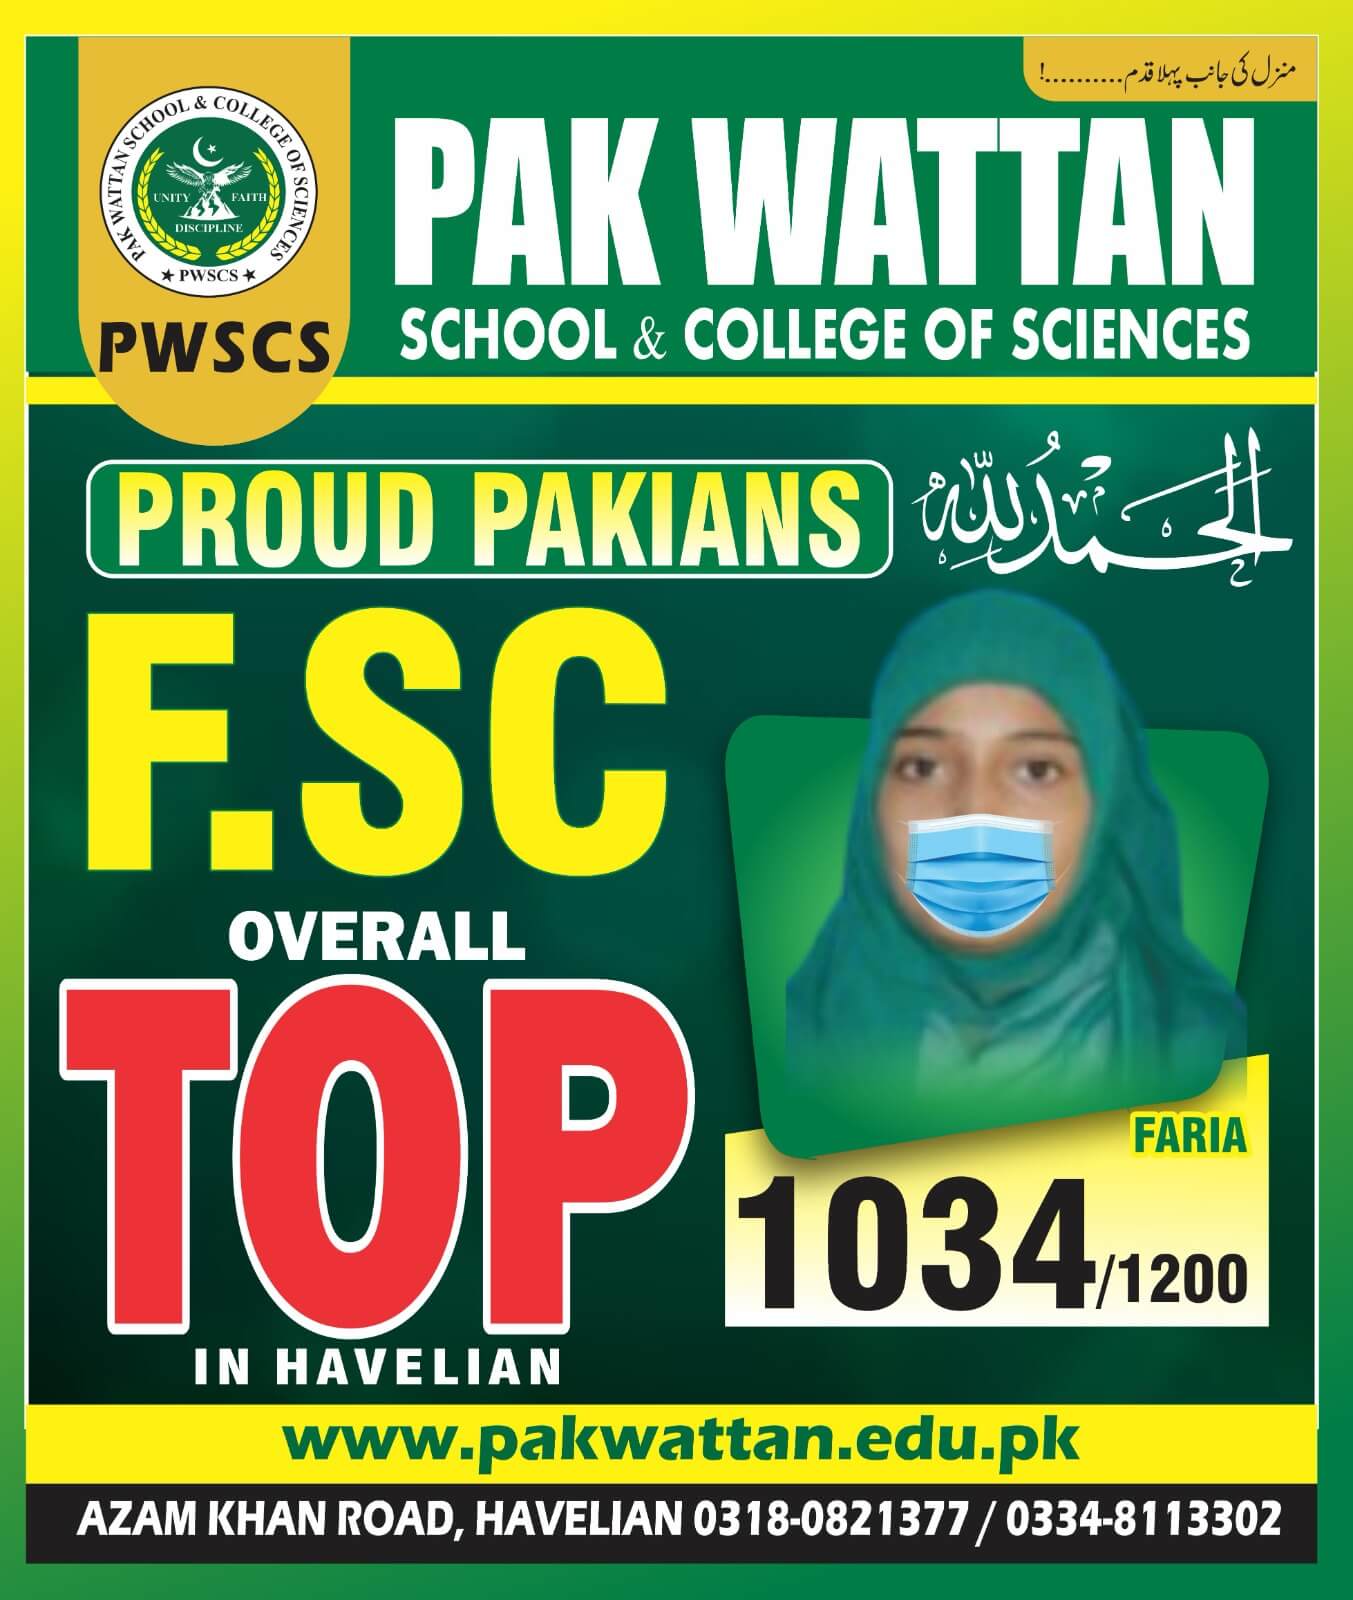 منزل کی جانب پہلا قدم..........!
PAK WATTAN SCHOOL & COLLEGE OF SCIENCES
UNITY FAITH
DISCIPLINE
★ PWSCS ★
PWSCS
PAK WATTAN
SCHOOL & COLLEGE OF SCIENCES
PROUD PAKIANS
الحمدُللّٰہ
F.SC
OVERALL
TOP
IN HAVELIAN
FARIA
1034/1200
www.pakwattan.edu.pk
AZAM KHAN ROAD, HAVELIAN 0318-0821377 / 0334-8113302